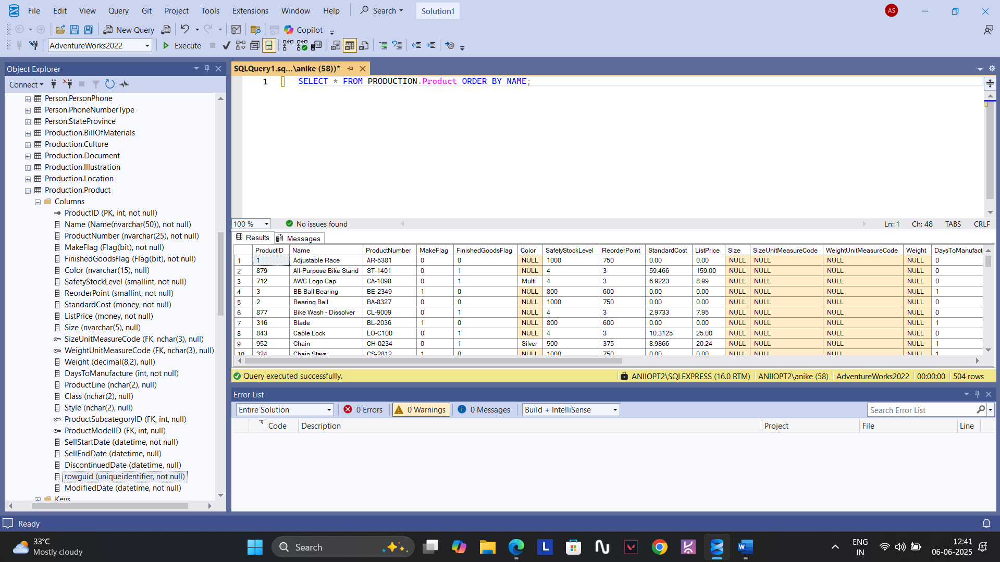 File Edit View Query Git Project Tools Extensions Window Help Search Solution1 AS
New Query Copilot
AdventureWorks2022 Execute
Object Explorer
Connect
Person.PersonPhone
Person.PhoneNumberType
Person.StateProvince
Production.BillOfMaterials
Production.Culture
Production.Document
Production.Illustration
Production.Location
Production.Product
Columns
ProductID (PK, int, not null)
Name (Name(nvarchar(50)), not null)
ProductNumber (nvarchar(25), not null)
MakeFlag (Flag(bit), not null)
FinishedGoodsFlag (Flag(bit), not null)
Color (nvarchar(15), null)
SafetyStockLevel (smallint, not null)
ReorderPoint (smallint, not null)
StandardCost (money, not null)
ListPrice (money, not null)
Size (nvarchar(5), null)
SizeUnitMeasureCode (FK, nchar(3), null)
WeightUnitMeasureCode (FK, nchar(3), null)
Weight (decimal(8,2), null)
DaysToManufacture (int, not null)
ProductLine (nchar(2), null)
Class (nchar(2), null)
Style (nchar(2), null)
ProductSubcategoryID (FK, int, null)
ProductModelID (FK, int, null)
SellStartDate (datetime, not null)
SellEndDate (datetime, null)
DiscontinuedDate (datetime, null)
rowguid (uniqueidentifier, not null)
ModifiedDate (datetime, not null)
Keys
SQLQuery1.sq...\anike (58))*
1 SELECT * FROM PRODUCTION.Product ORDER BY NAME;
100 % No issues found Ln: 1 Ch: 48 TABS CRLF
Results Messages
ProductID Name ProductNumber MakeFlag FinishedGoodsFlag Color SafetyStockLevel ReorderPoint StandardCost ListPrice Size SizeUnitMeasureCode WeightUnitMeasureCode Weight DaysToManufact
1 1 Adjustable Race AR-5381 0 0 NULL 1000 750 0.00 0.00 NULL NULL NULL NULL 0
2 879 All-Purpose Bike Stand ST-1401 0 1 NULL 4 3 59.466 159.00 NULL NULL NULL NULL 0
3 712 AWC Logo Cap CA-1098 0 1 Multi 4 3 6.9223 8.99 NULL NULL NULL NULL 0
4 3 BB Ball Bearing BE-2349 1 0 NULL 800 600 0.00 0.00 NULL NULL NULL NULL 1
5 2 Bearing Ball BA-8327 0 0 NULL 1000 750 0.00 0.00 NULL NULL NULL NULL 0
6 877 Bike Wash - Dissolver CL-9009 0 1 NULL 4 3 2.9733 7.95 NULL NULL NULL NULL 0
7 316 Blade BL-2036 1 0 NULL 800 600 0.00 0.00 NULL NULL NULL NULL 1
8 843 Cable Lock LO-C100 0 1 NULL 4 3 10.3125 25.00 NULL NULL NULL NULL 0
9 952 Chain CH-0234 0 1 Silver 500 375 8.9866 20.24 NULL NULL NULL NULL 1
10 324 Chain Stays CS-2812 1 0 NULL 1000 750 0.00 0.00 NULL NULL NULL NULL 1
Query executed successfully. ANIIOPT2\SQLEXPRESS (16.0 RTM) ANIIOPT2\anike (58) AdventureWorks2022 00:00:00 504 rows
Error List
Entire Solution 0 Errors 0 Warnings 0 Messages Build + IntelliSense Search Error List
Code Description Project File Line
Ready
33°C
Mostly cloudy
Search
ENG
IN
12:41
06-06-2025